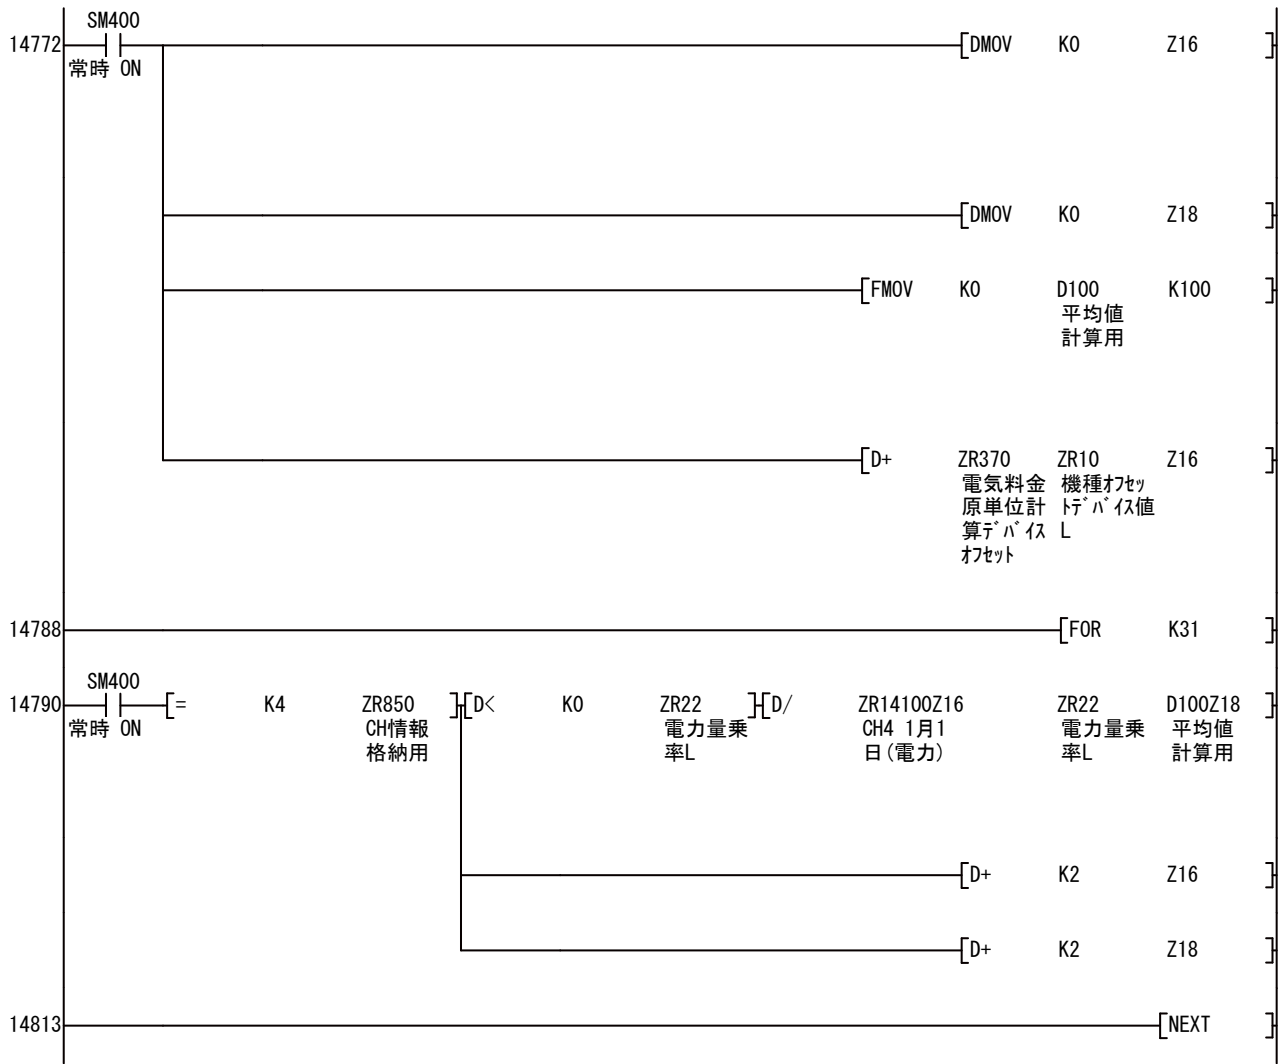 SM400
14772 [DMOV K0 Z16 ]
常時 ON
[DMOV K0 Z18 ]
[FMOV K0 D100 K100 ]
平均値
計算用
[D+ ZR370 ZR10 Z16 ]
電気料金 機種ｵﾌｾｯ
原単位計 ﾄﾃﾞﾊﾞｲｽ値
算ﾃﾞﾊﾞｲｽ L
ｵﾌｾｯﾄ
14788 [FOR K31 ]
SM400
14790 [= K4 ZR850 ] [D< K0 ZR22 ] [D/ ZR14100Z16 ZR22 D100Z18 ]
常時 ON CH情報 電力量乗 CH4 1月1 電力量乗 平均値
格納用 率L 日(電力) 率L 計算用
[D+ K2 Z16 ]
[D+ K2 Z18 ]
14813 [NEXT ]